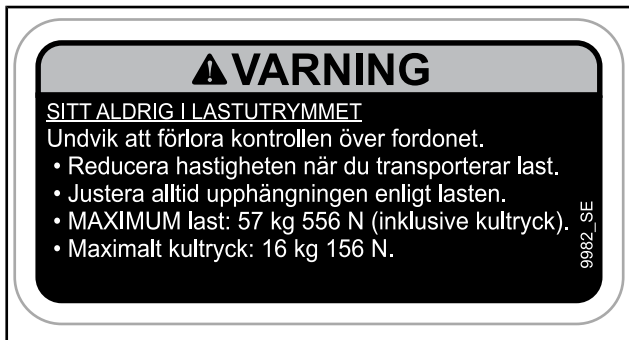 VARNING
SITT ALDRIG I LASTUTRYMMET
Undvik att förlora kontrollen över fordonet.
• Reducera hastigheten när du transporterar last.
• Justera alltid upphängningen enligt lasten.
• MAXIMUM last: 57 kg 556 N (inklusive kultryck).
• Maximalt kultryck: 16 kg 156 N.
9982_SE